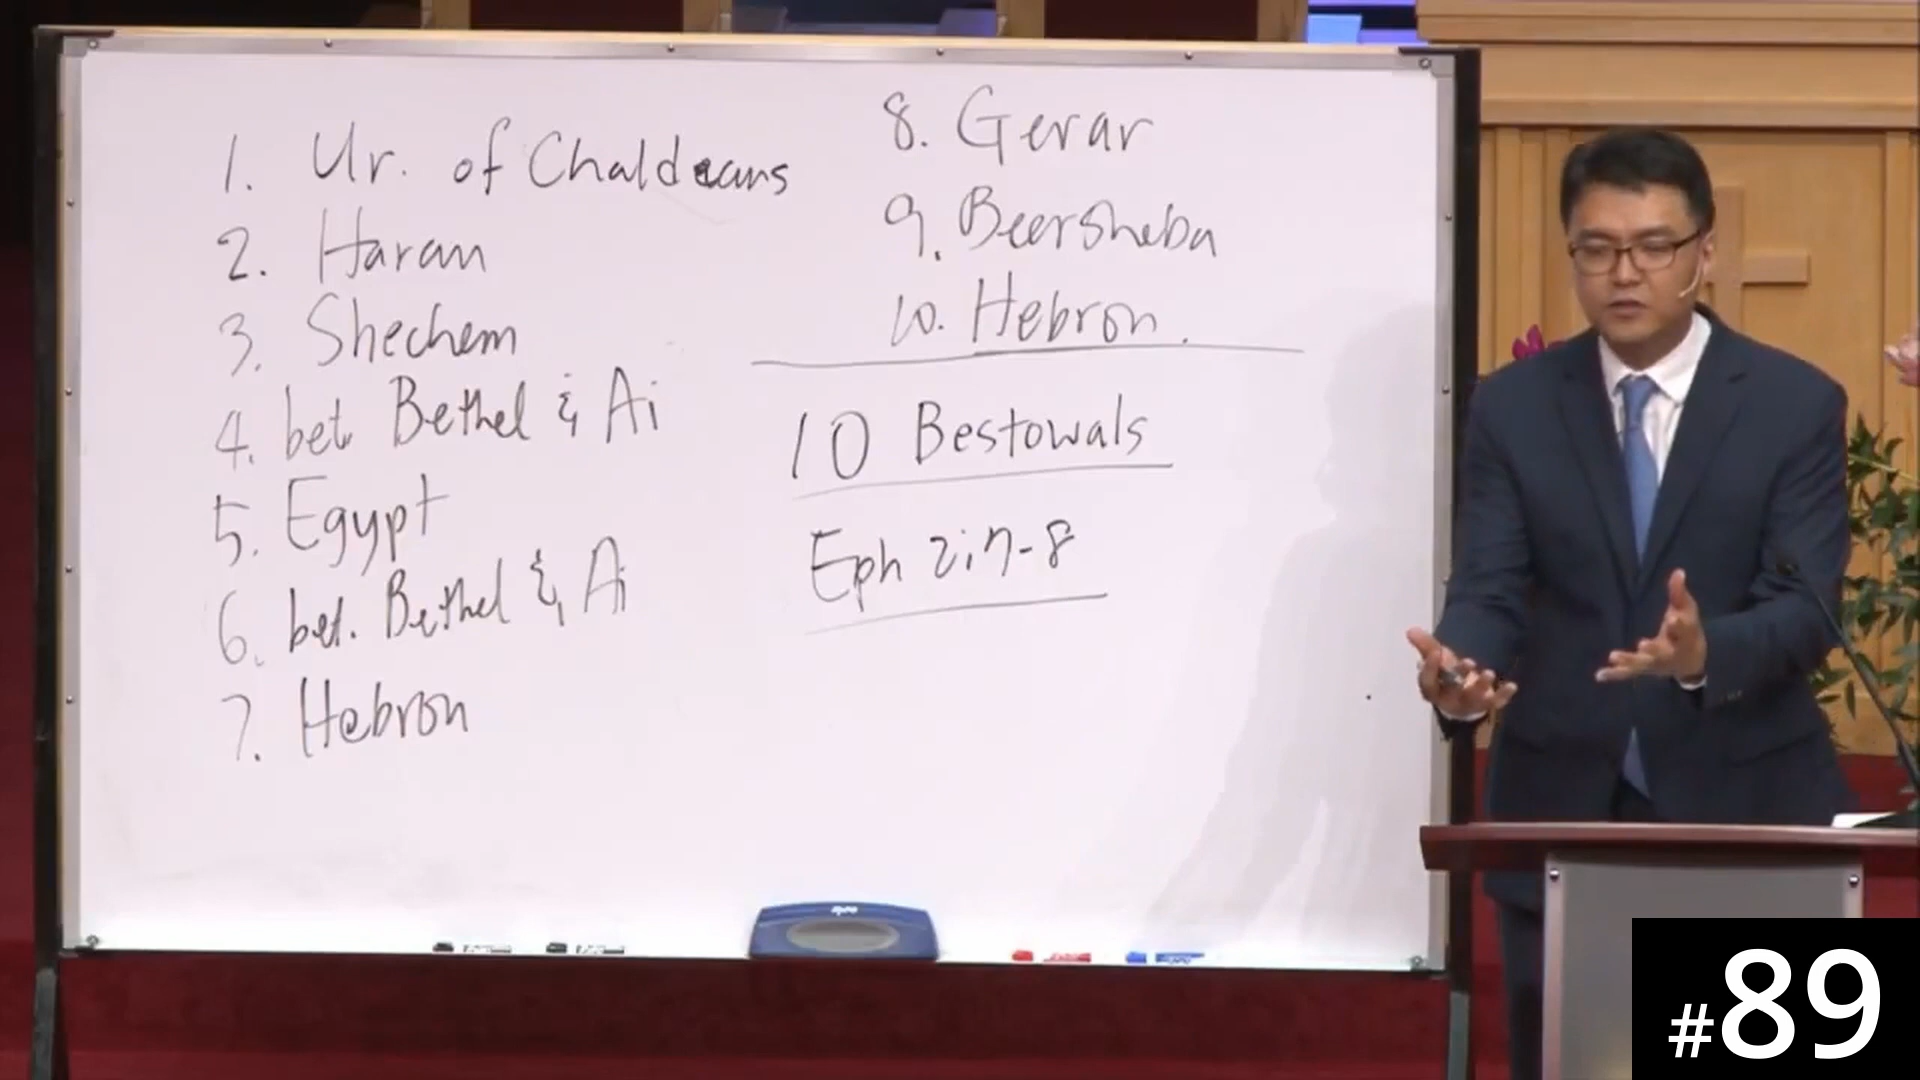 1. Ur. of Chaldeans
2. Haran
3. Shechem
4. bet. Bethel & Ai
5. Egypt
6. bet. Bethel & Ai
7. Hebron
8. Gerar
9. Beersheba
10. Hebron.
10 Bestowals
Eph 2:7-8
#89